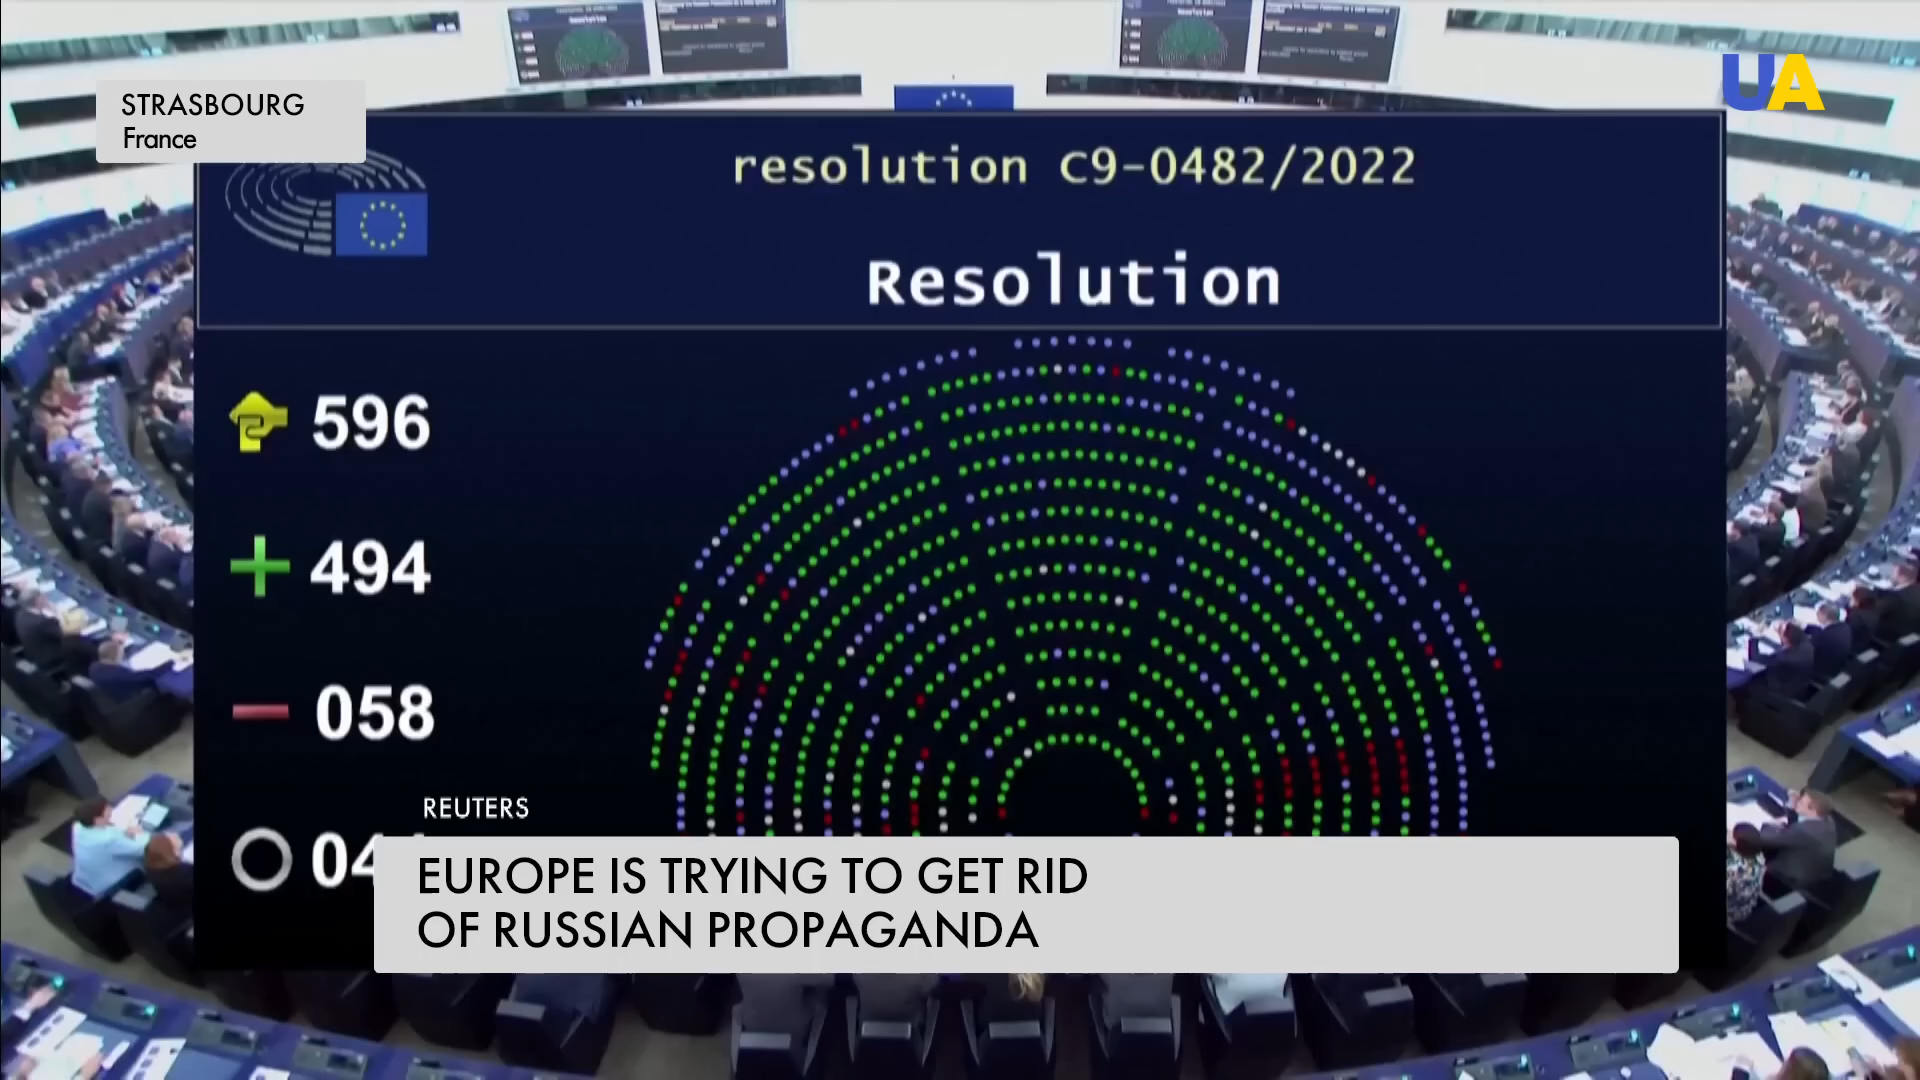 STRASBOURG
France
UA
resolution C9-0482/2022
Resolution
596
494
058
REUTERS
EUROPE IS TRYING TO GET RID
OF RUSSIAN PROPAGANDA